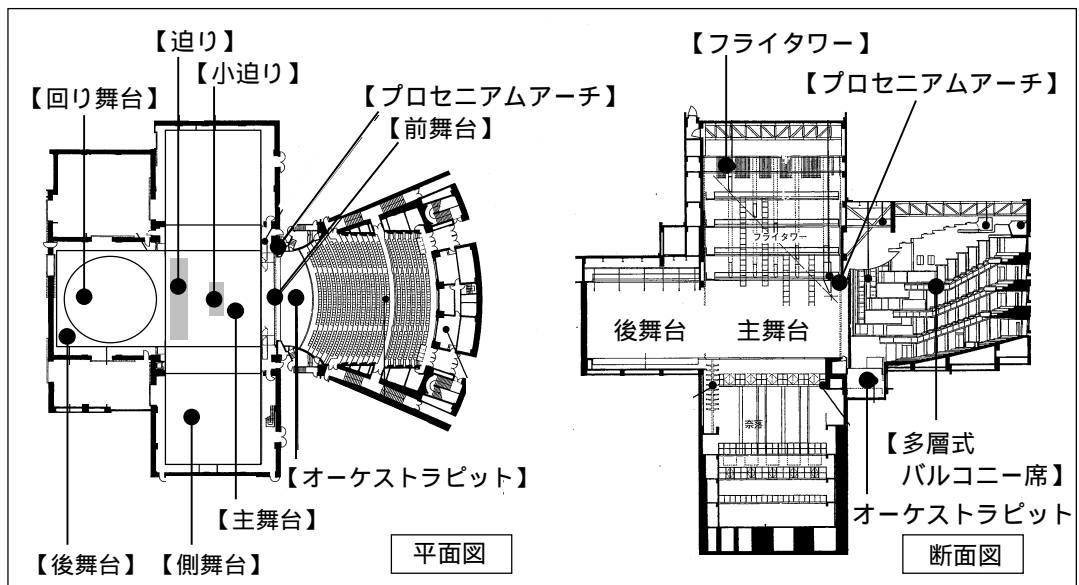 【迫り】
【小迫り】
【回り舞台】
【プロセニアムアーチ】
【前舞台】
【オーケストラピット】
【主舞台】
【後舞台】
【側舞台】
平面図
【フライタワー】
【プロセニアムアーチ】
フライタワー
後舞台
主舞台
奈落
【多層式
バルコニー席】
オーケストラピット
断面図